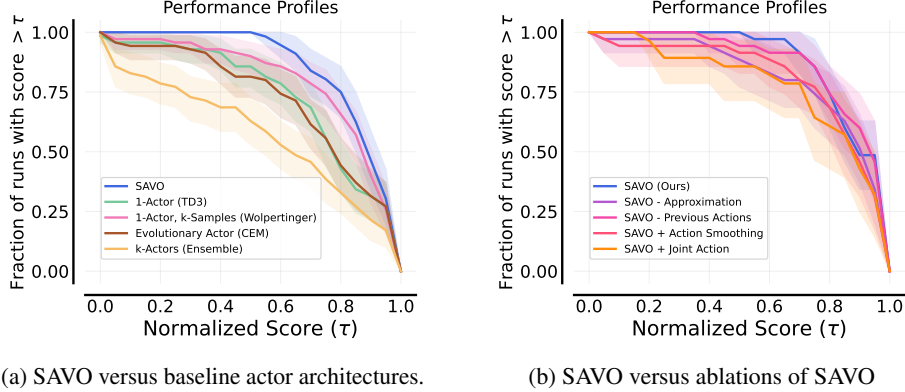 Performance Profiles
Fraction of runs with score > τ
1.00
0.75
0.50
0.25
0.00
SAVO
1-Actor (TD3)
1-Actor, k-Samples (Wolpertinger)
Evolutionary Actor (CEM)
k-Actors (Ensemble)
0.0 0.2 0.4 0.6 0.8 1.0
Normalized Score (τ)
(a) SAVO versus baseline actor architectures.
Performance Profiles
Fraction of runs with score > τ
1.00
0.75
0.50
0.25
0.00
SAVO (Ours)
SAVO - Approximation
SAVO - Previous Actions
SAVO + Action Smoothing
SAVO + Joint Action
0.0 0.2 0.4 0.6 0.8 1.0
Normalized Score (τ)
(b) SAVO versus ablations of SAVO